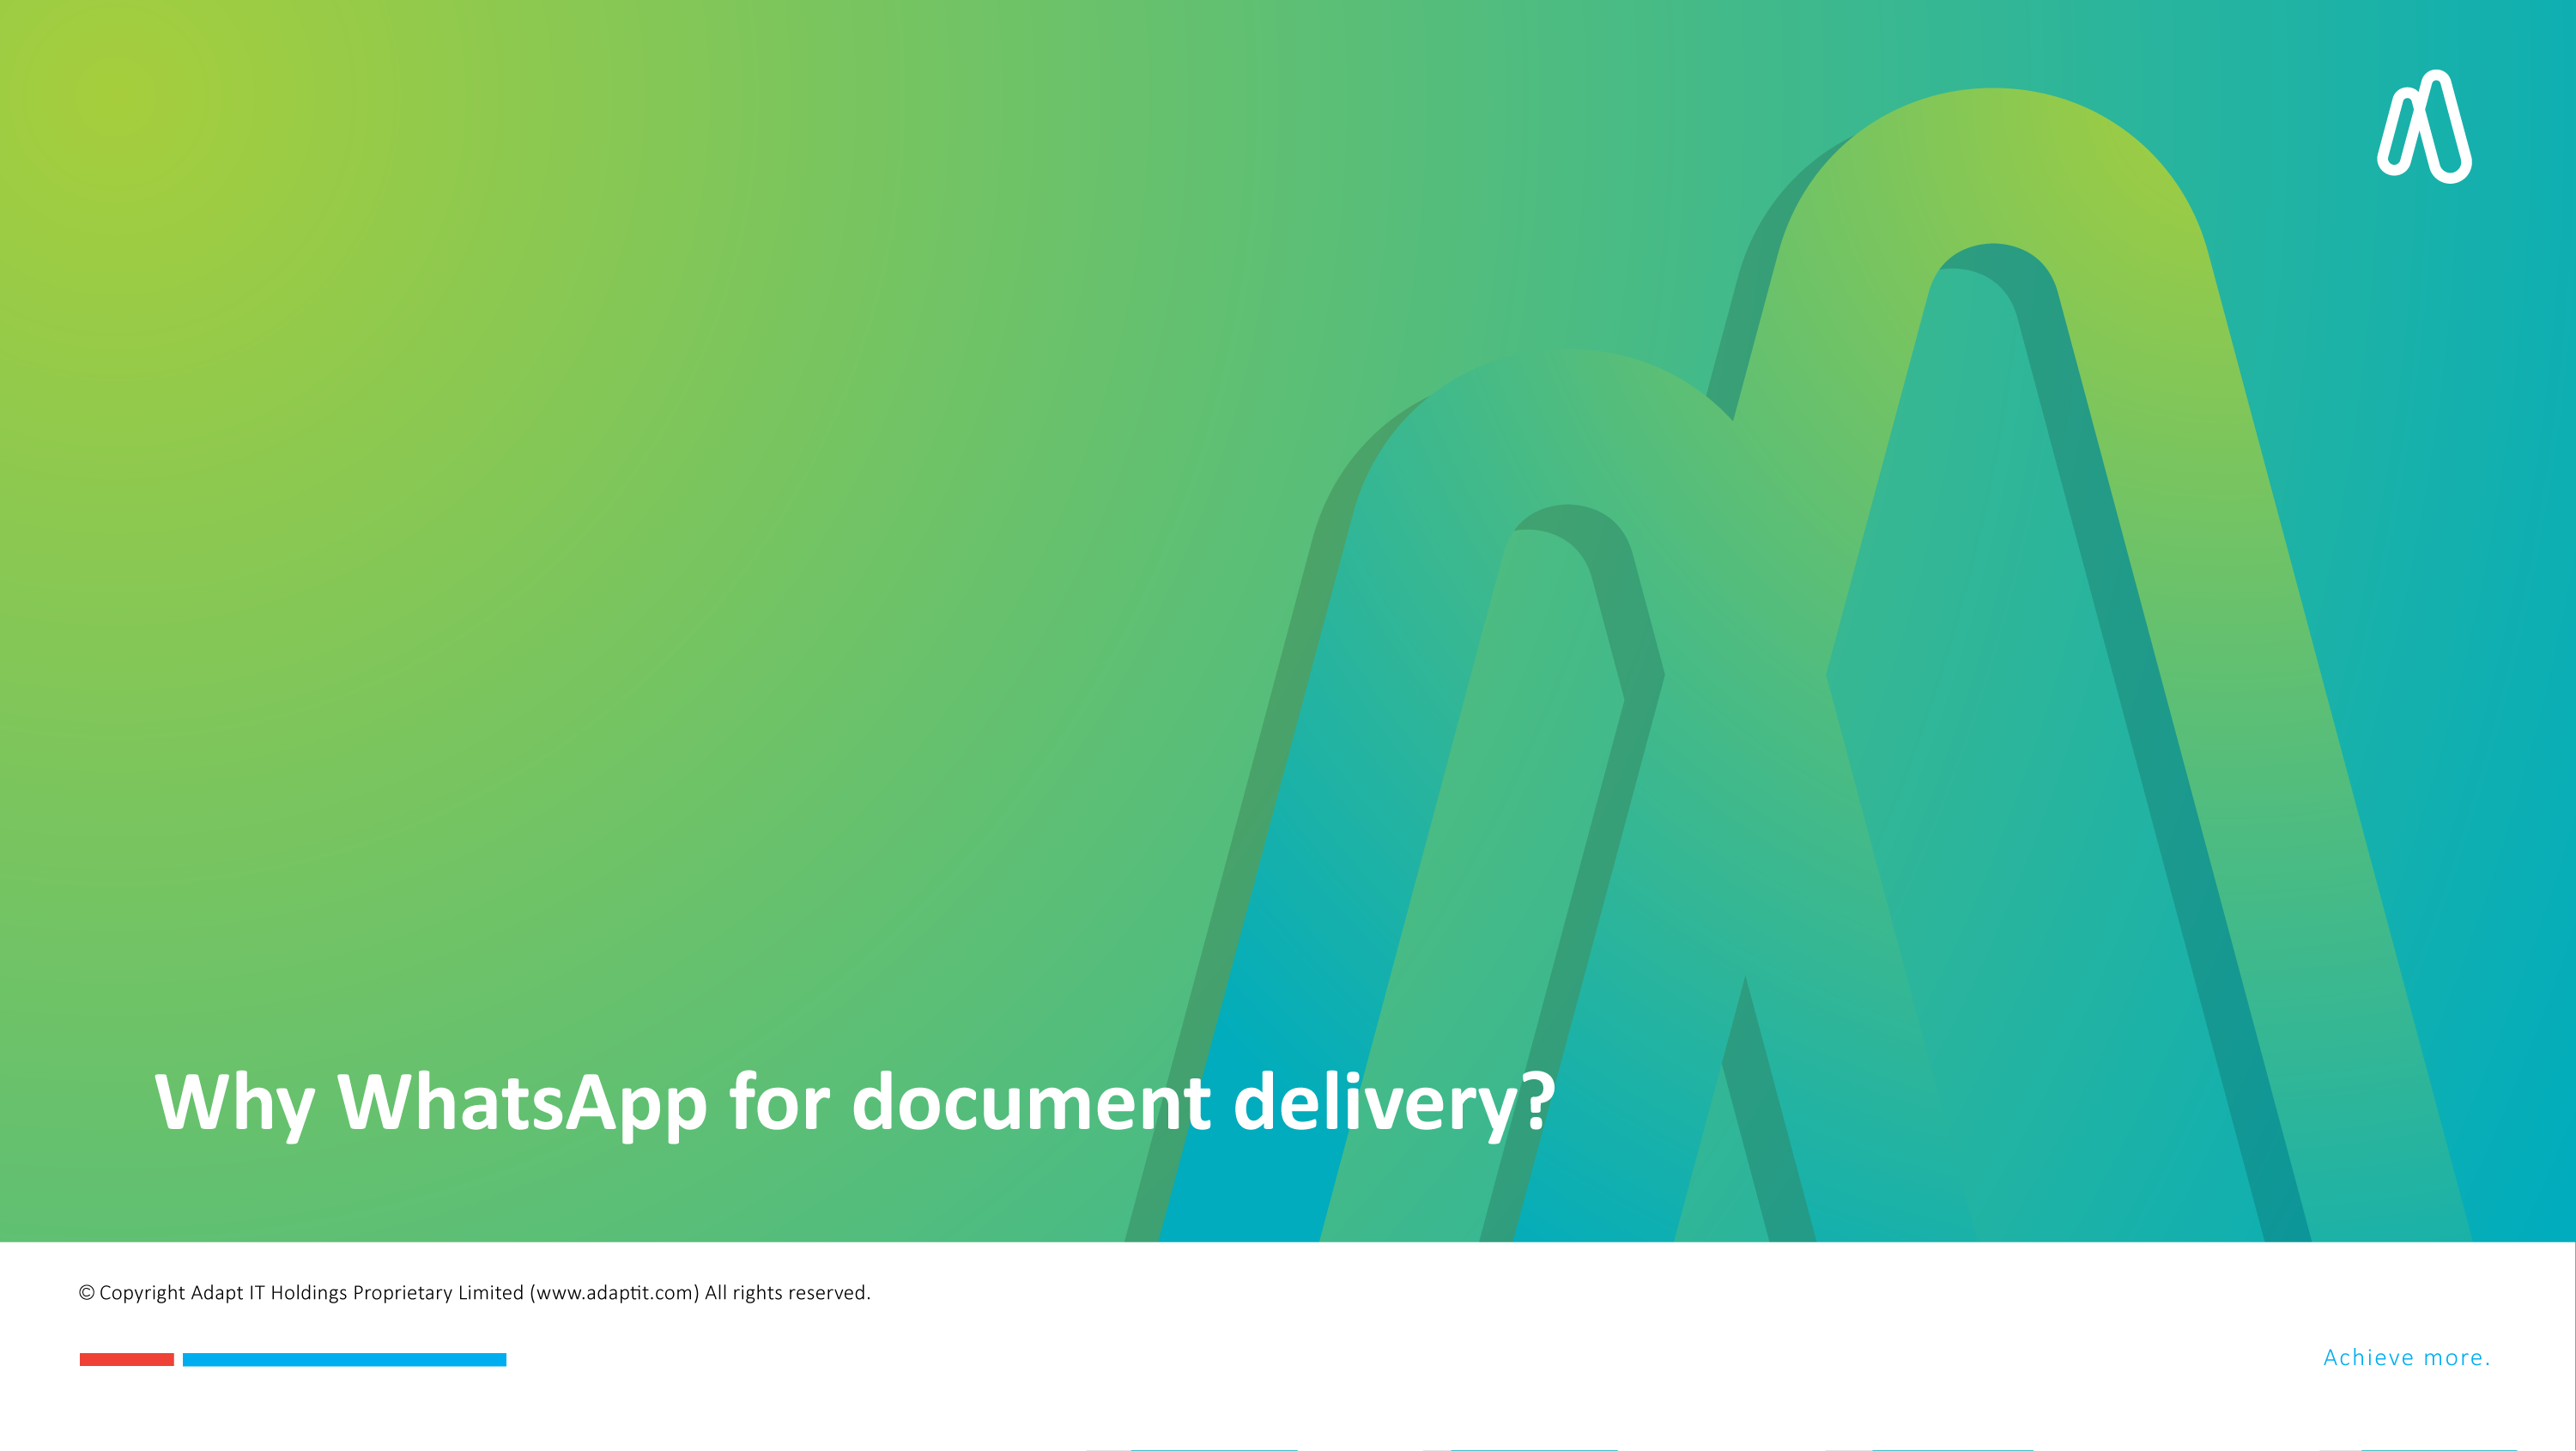 Why WhatsApp for document delivery?
© Copyright Adapt IT Holdings Proprietary Limited (www.adaptit.com) All rights reserved.
Achieve more.